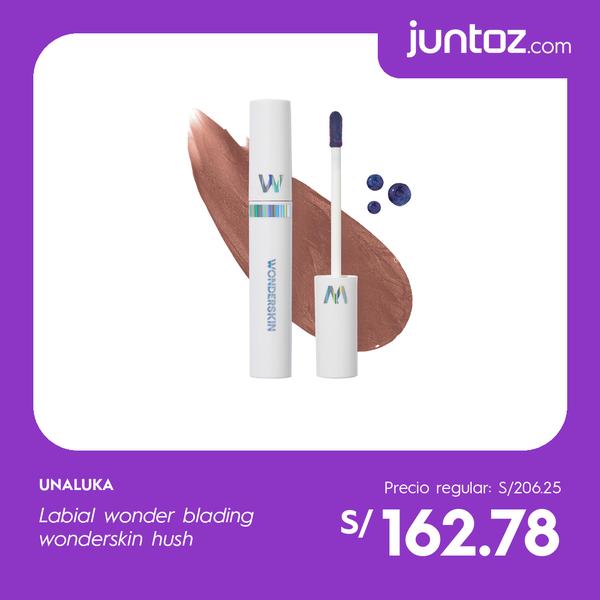 juntoz.com
W
WONDERSKIN
W
UNALUKA
Labial wonder blading
wonderskin hush
Precio regular: S/206.25
S/162.78